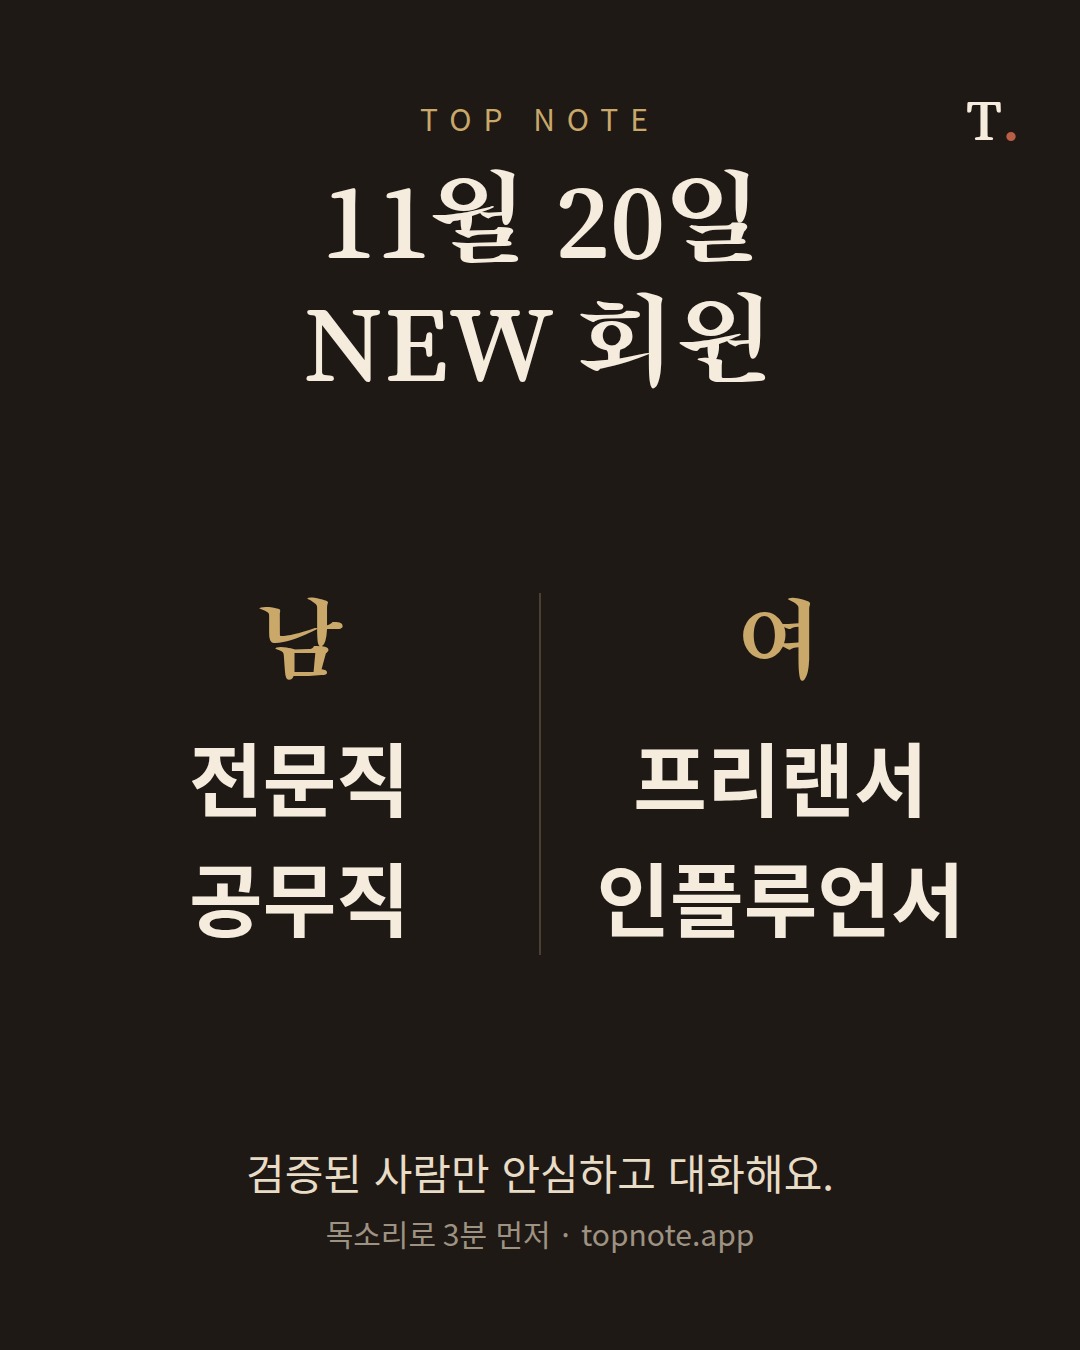 TOP NOTE
T.
11월 20일
NEW 회원
남
전문직
공무직
여
프리랜서
인플루언서
검증된 사람만 안심하고 대화해요.
목소리로 3분 먼저 · topnote.app